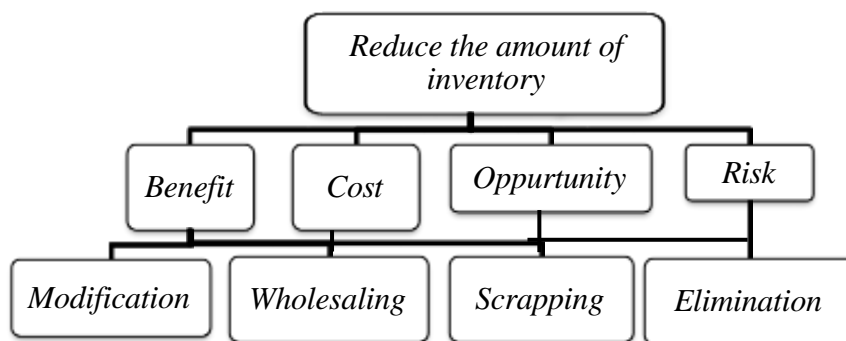 Reduce the amount of
inventory
Benefit
Cost
Oppurtunity
Risk
Modification
Wholesaling
Scrapping
Elimination